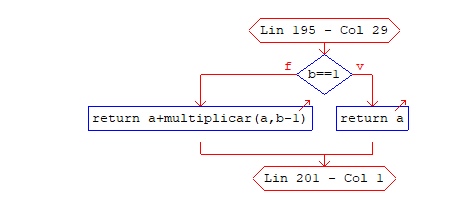 Lin 195 - Col 29
f
v
b==1
return a+multiplicar(a,b-1)
return a
Lin 201 - Col 1